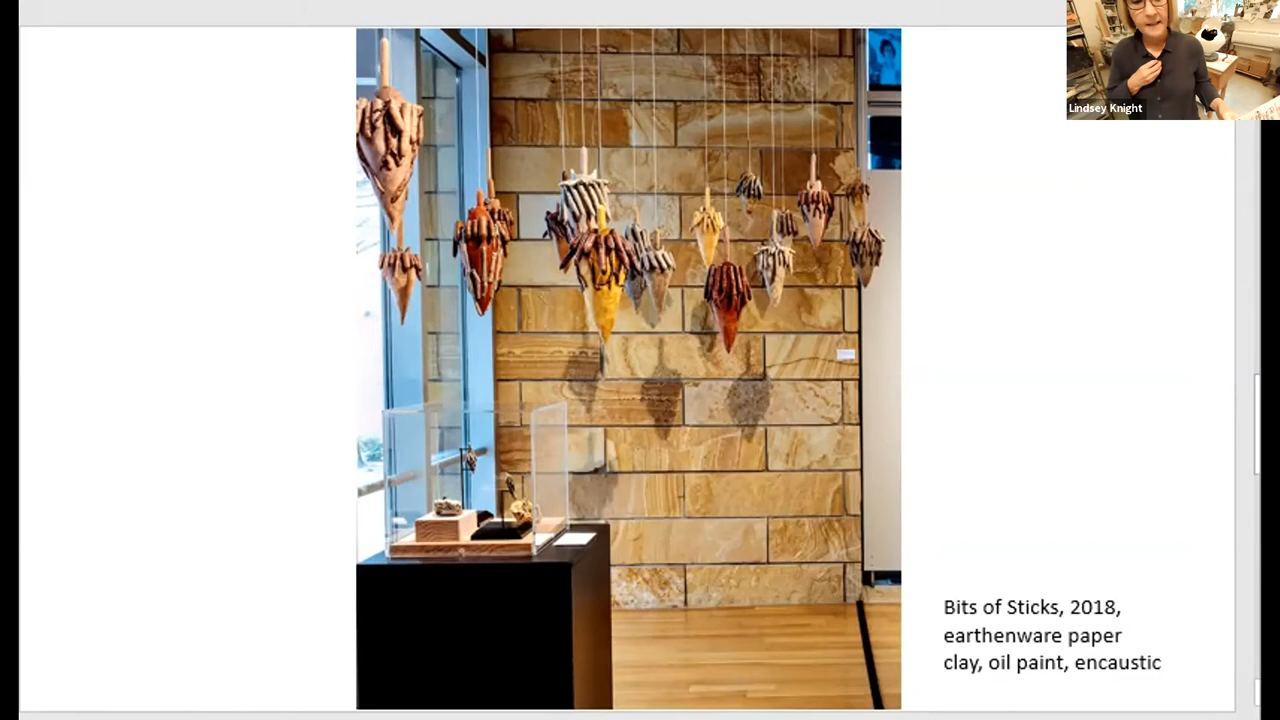 Lindsey Knight
Bits of Sticks, 2018,
earthenware paper
clay, oil paint, encaustic